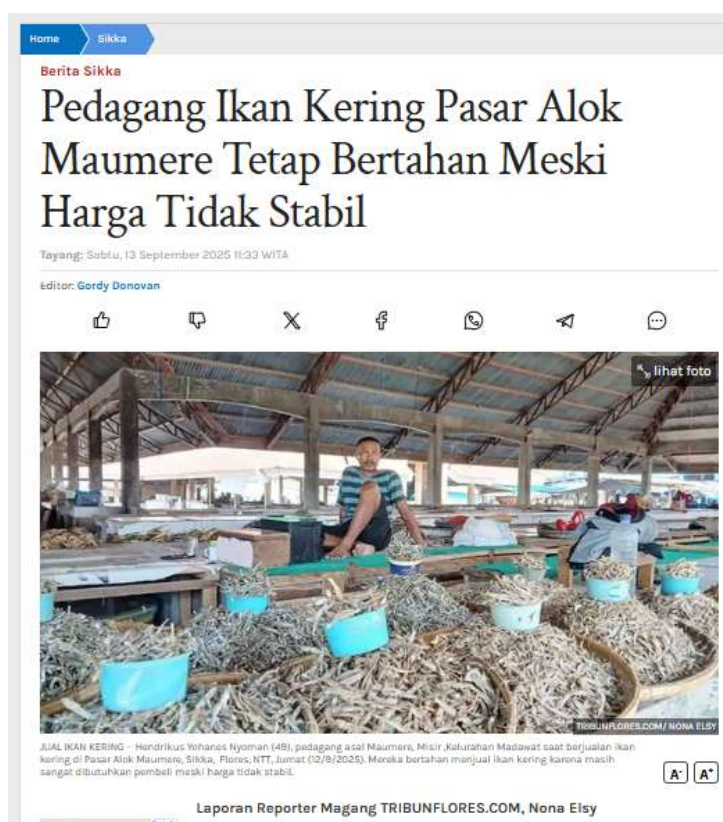 Home
Sikka
Berita Sikka
Pedagang Ikan Kering Pasar Alok
Maumere Tetap Bertahan Meski
Harga Tidak Stabil
Tayang: Sabtu, 13 September 2025 11:33 WITA
Editor: Gordy Donovan
lihat foto
TRIBUNFLORES.COM/ NONA ELSY
JUAL IKAN KERING - Hendrikus Yohanes Nyoman (49), pedagang asal Maumere, Misir ,Kelurahan Madawat saat berjualan ikan
kering di Pasar Alok Maumere, Sikka, Flores, NTT, Jumat (12/9/2025). Mereka bertahan menjual ikan kering karena masih
sangat dibutuhkan pembeli meski harga tidak stabil.
A- A+
Laporan Reporter Magang TRIBUNFLORES.COM, Nona Elsy